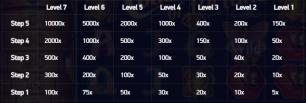 Level 7 Level 6 Level 5 Level 4 Level 3 Level 2 Level 1
Step 5 10000x 5000x 2000x 1000x 400x 200x 150x
Step 4 2000x 1000x 500x 300x 150x 100x 50x
Step 3 500x 400x 200x 100x 50x 40x 20x
Step 2 300x 200x 100x 50x 30x 20x 10x
Step 1 100x 75x 50x 30x 20x 10x 5x